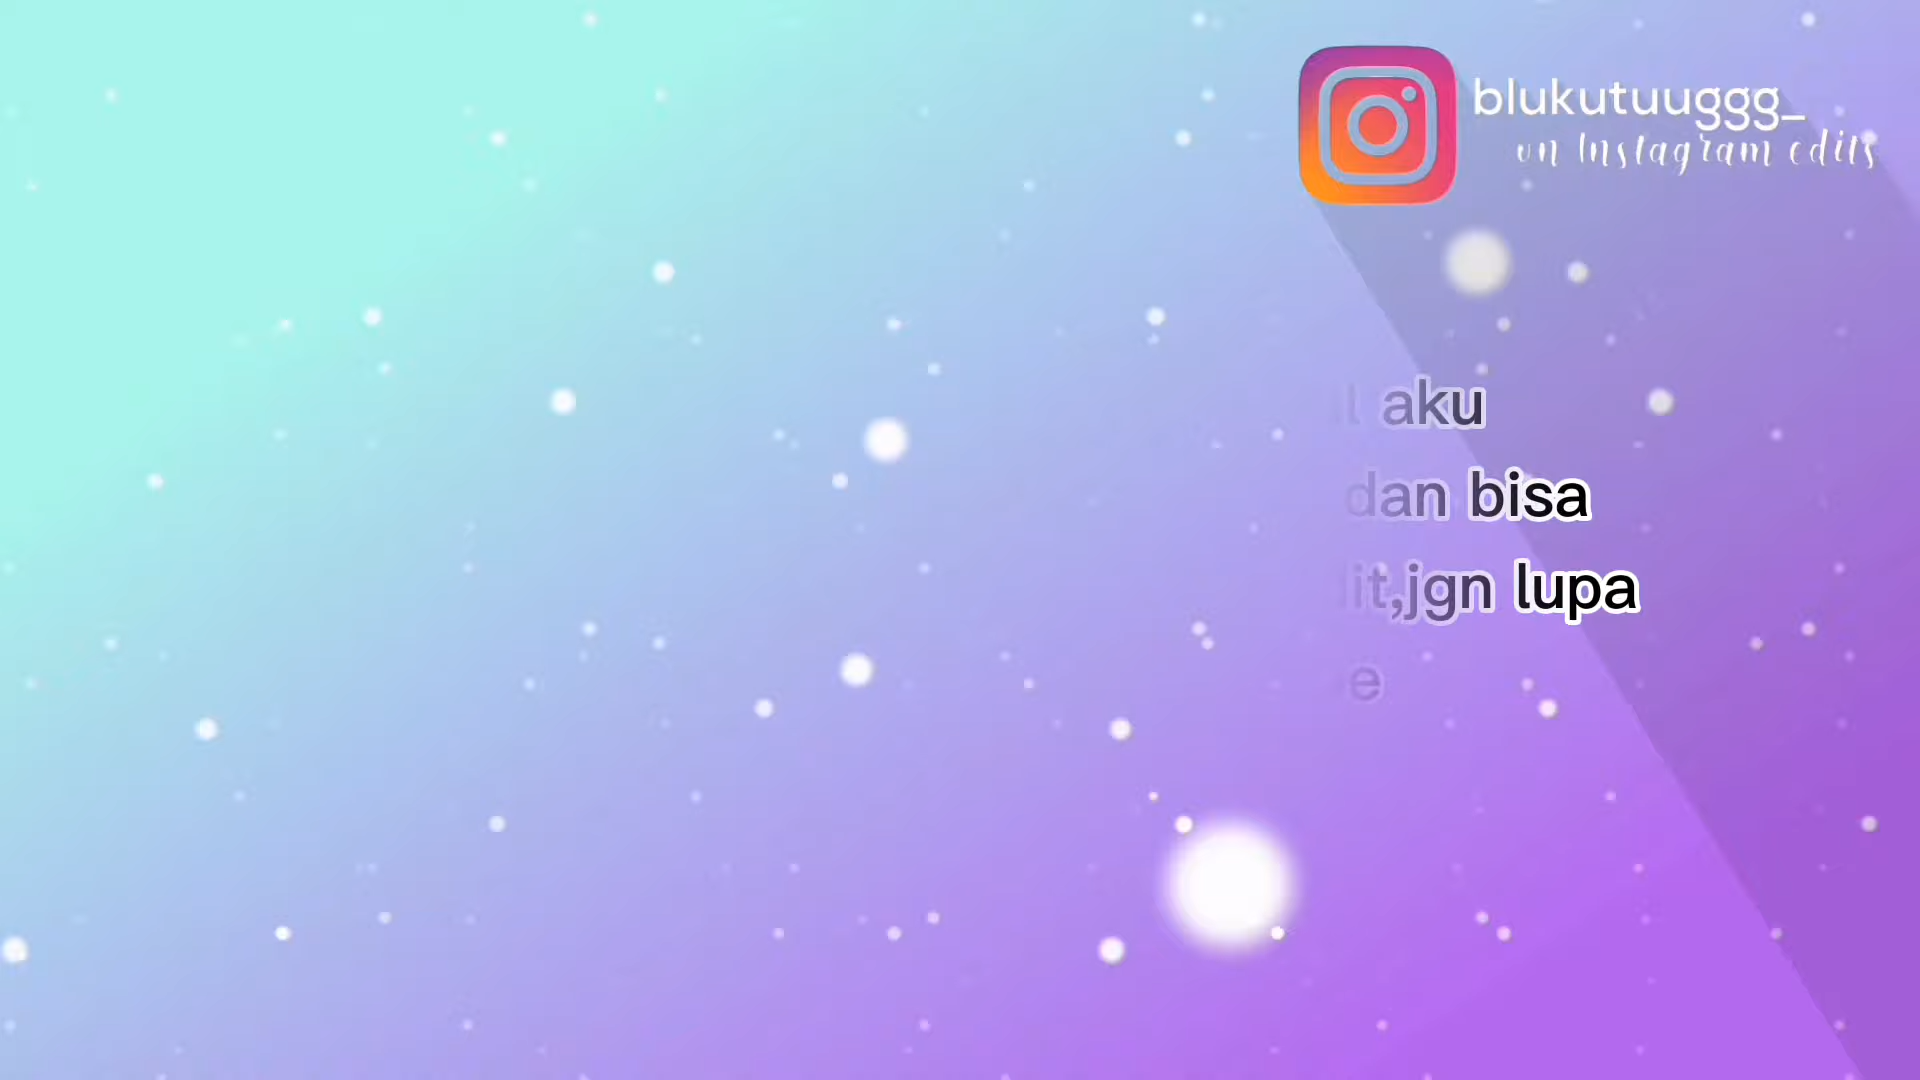 blukutuuggg_
on Instagram edits
aku
dan bisa
jgn lupa